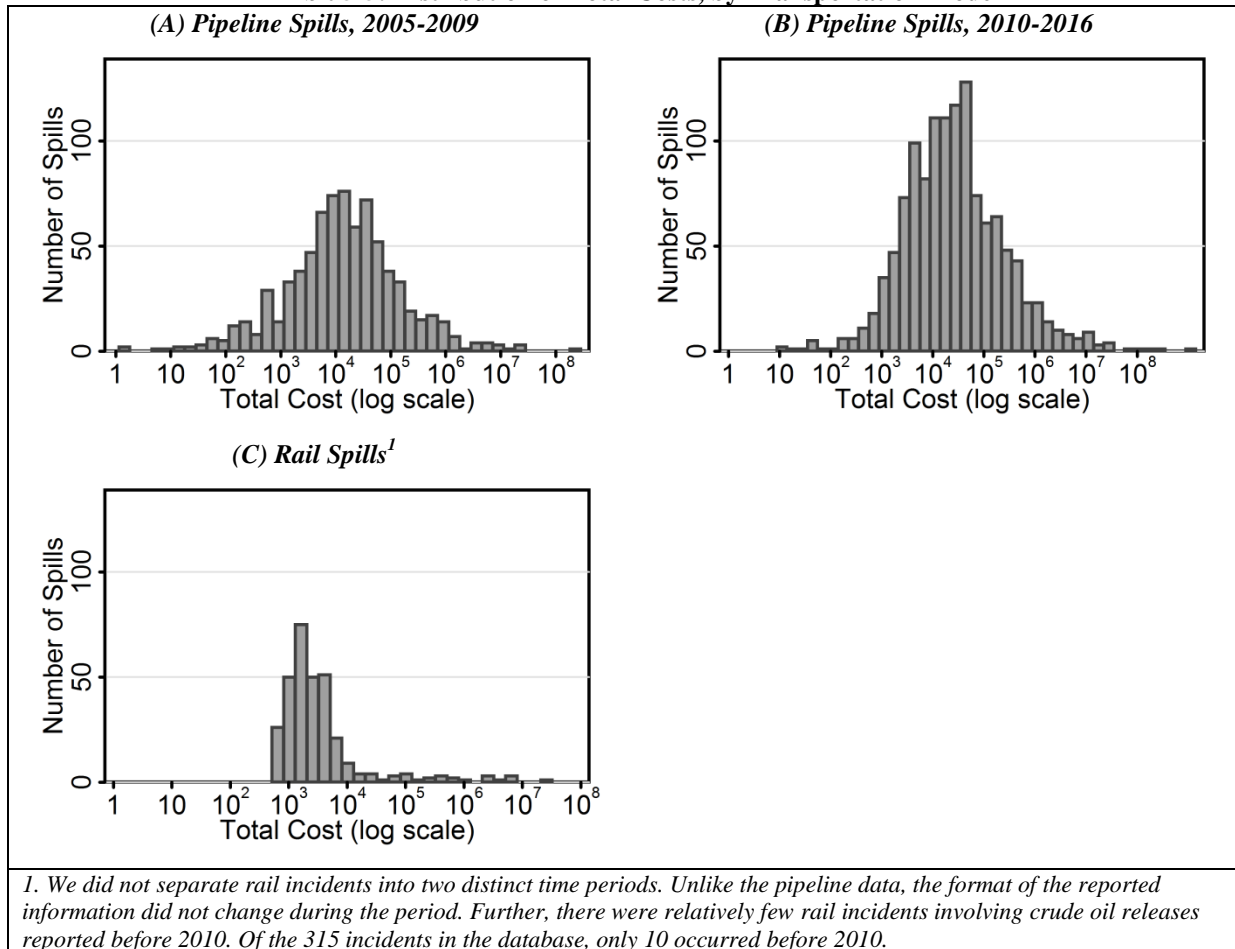 (A) Pipeline Spills, 2005-2009
(B) Pipeline Spills, 2010-2016
Number of Spills
0 50 100
1 10 10² 10³ 10⁴ 10⁵ 10⁶ 10⁷ 10⁸
Total Cost (log scale)
Number of Spills
0 50 100
1 10 10² 10³ 10⁴ 10⁵ 10⁶ 10⁷ 10⁸
Total Cost (log scale)
(C) Rail Spills¹
Number of Spills
0 50 100
1 10 10² 10³ 10⁴ 10⁵ 10⁶ 10⁷ 10⁸
Total Cost (log scale)
1. We did not separate rail incidents into two distinct time periods. Unlike the pipeline data, the format of the reported
information did not change during the period. Further, there were relatively few rail incidents involving crude oil releases
reported before 2010. Of the 315 incidents in the database, only 10 occurred before 2010.